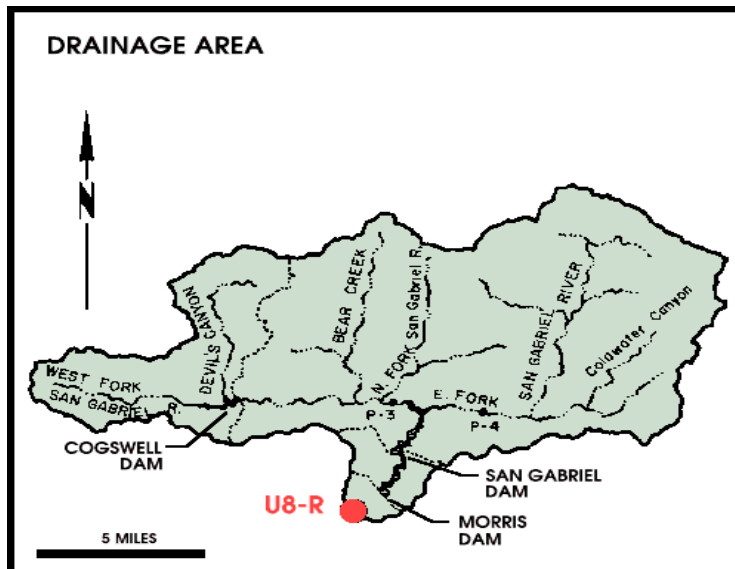 DRAINAGE AREA
N
DEVIL'S CANYON
BEAR CREEK
N. FORK San Gabriel R.
SAN GABRIEL RIVER
Coldwater Canyon
WEST FORK
SAN GABRIEL R.
P-3
E. FORK
P-4
COGSWELL
DAM
SAN GABRIEL
DAM
U8-R
MORRIS
DAM
5 MILES